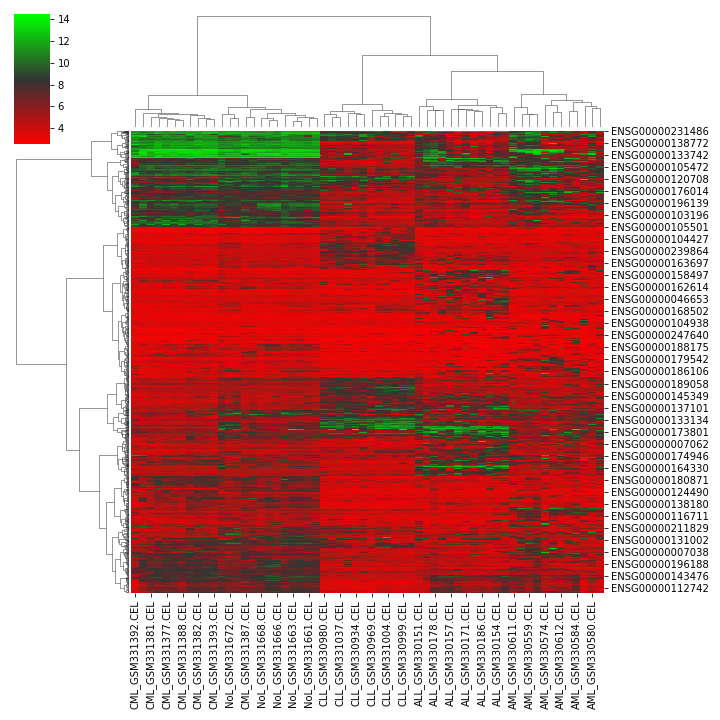 14
12
10
8
6
4
ENSG00000231486
ENSG00000138772
ENSG00000133742
ENSG00000105472
ENSG00000120708
ENSG00000176014
ENSG00000196139
ENSG00000103196
ENSG00000105501
ENSG00000104427
ENSG00000239864
ENSG00000163697
ENSG00000158497
ENSG00000162614
ENSG00000046653
ENSG00000168502
ENSG00000104938
ENSG00000247640
ENSG00000188175
ENSG00000179542
ENSG00000186106
ENSG00000189058
ENSG00000145349
ENSG00000137101
ENSG00000133134
ENSG00000173801
ENSG00000007062
ENSG00000174946
ENSG00000164330
ENSG00000180871
ENSG00000124490
ENSG00000138180
ENSG00000116711
ENSG00000211829
ENSG00000131002
ENSG00000007038
ENSG00000196188
ENSG00000143476
ENSG00000112742
CML_GSM331392.CEL
CML_GSM331381.CEL
CML_GSM331377.CEL
CML_GSM331388.CEL
CML_GSM331382.CEL
CML_GSM331393.CEL
NoL_GSM331672.CEL
CML_GSM331387.CEL
NoL_GSM331668.CEL
NoL_GSM331666.CEL
NoL_GSM331663.CEL
NoL_GSM331661.CEL
CLL_GSM330980.CEL
CLL_GSM331037.CEL
CLL_GSM330934.CEL
CLL_GSM330969.CEL
CLL_GSM331004.CEL
CLL_GSM330999.CEL
ALL_GSM330151.CEL
ALL_GSM330178.CEL
ALL_GSM330157.CEL
ALL_GSM330171.CEL
ALL_GSM330186.CEL
ALL_GSM330154.CEL
AML_GSM330611.CEL
AML_GSM330559.CEL
AML_GSM330574.CEL
AML_GSM330612.CEL
AML_GSM330584.CEL
AML_GSM330580.CEL